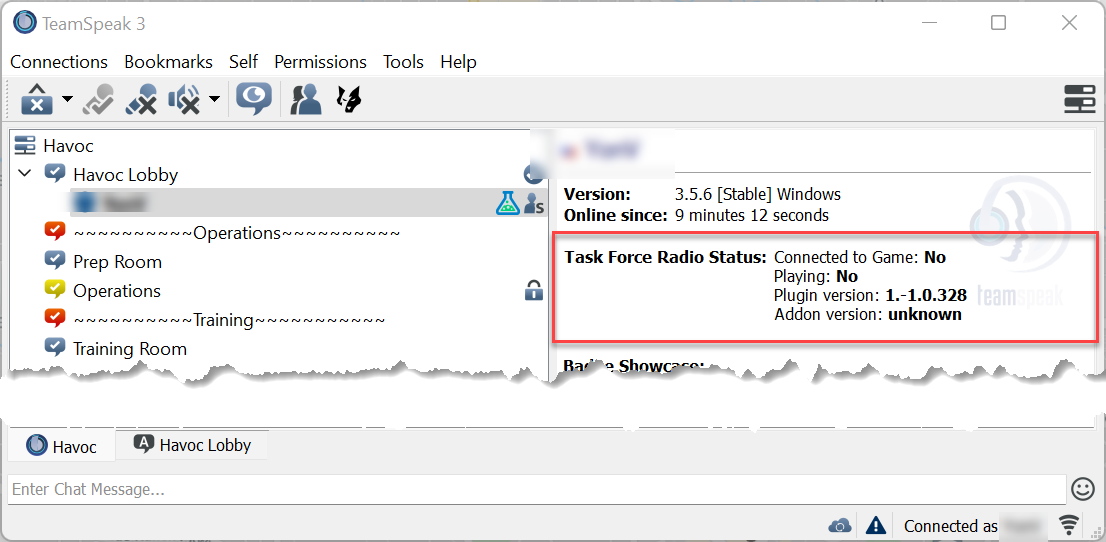 TeamSpeak 3
Connections Bookmarks Self Permissions Tools Help
Havoc
Havoc Lobby
~~~~~~~~~~Operations~~~~~~~~~~
Prep Room
Operations
~~~~~~~~~~Training~~~~~~~~~~~
Training Room
Version: 3.5.6 [Stable] Windows
Online since: 9 minutes 12 seconds
Task Force Radio Status: Connected to Game: No
Playing: No
Plugin version: 1.-1.0.328
Addon version: unknown
teamspeak
Badge Showcase:
Havoc
Havoc Lobby
Enter Chat Message...
Connected as